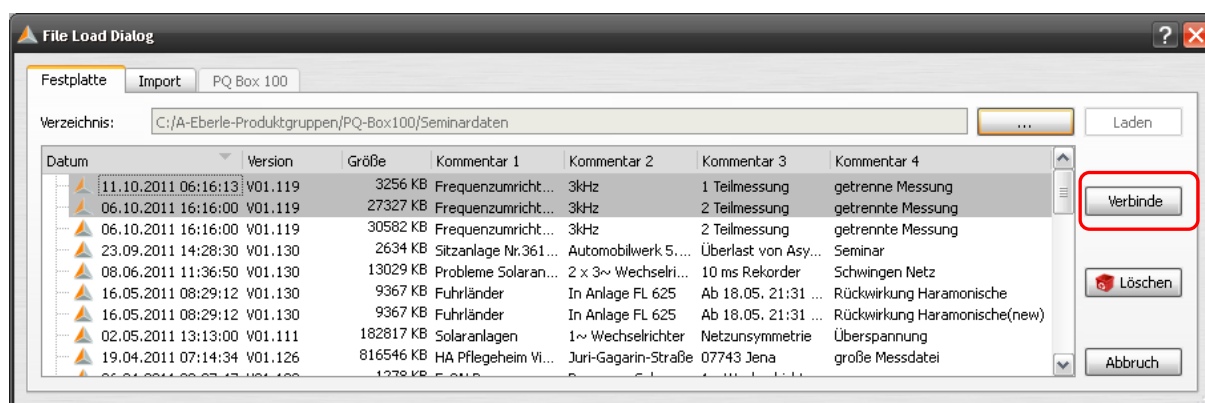 File Load Dialog
?
Festplatte Import PQ Box 100
Verzeichnis: C:/A-Eberle-Produktgruppen/PQ-Box100/Seminardaten ... Laden
Datum Version Größe Kommentar 1 Kommentar 2 Kommentar 3 Kommentar 4
11.10.2011 06:16:13 V01.119 3256 KB Frequenzumricht... 3kHz 1 Teilmessung getrenne Messung
06.10.2011 16:16:00 V01.119 27327 KB Frequenzumricht... 3kHz 2 Teilmessung getrennte Messung
Verbinde
06.10.2011 16:16:00 V01.119 30582 KB Frequenzumricht... 3kHz 2 Teilmessung getrennte Messung
23.09.2011 14:28:30 V01.130 2634 KB Sitzanlage Nr.361... Automobilwerk 5.... Überlast von Asy... Seminar
08.06.2011 11:36:50 V01.130 13029 KB Probleme Solaran... 2 x 3~ Wechselri... 10 ms Rekorder Schwingen Netz
16.05.2011 08:29:12 V01.130 9367 KB Fuhrländer In Anlage FL 625 Ab 18.05. 21:31 ... Rückwirkung Haramonische
Löschen
16.05.2011 08:29:12 V01.130 9367 KB Fuhrländer In Anlage FL 625 Ab 18.05. 21:31 ... Rückwirkung Haramonische(new)
02.05.2011 13:13:00 V01.111 182817 KB Solaranlagen 1~ Wechselrichter Netzunsymmetrie Überspannung
19.04.2011 07:14:34 V01.126 816546 KB HA Pflegeheim Vi... Juri-Gagarin-Straße 07743 Jena große Messdatei
Abbruch